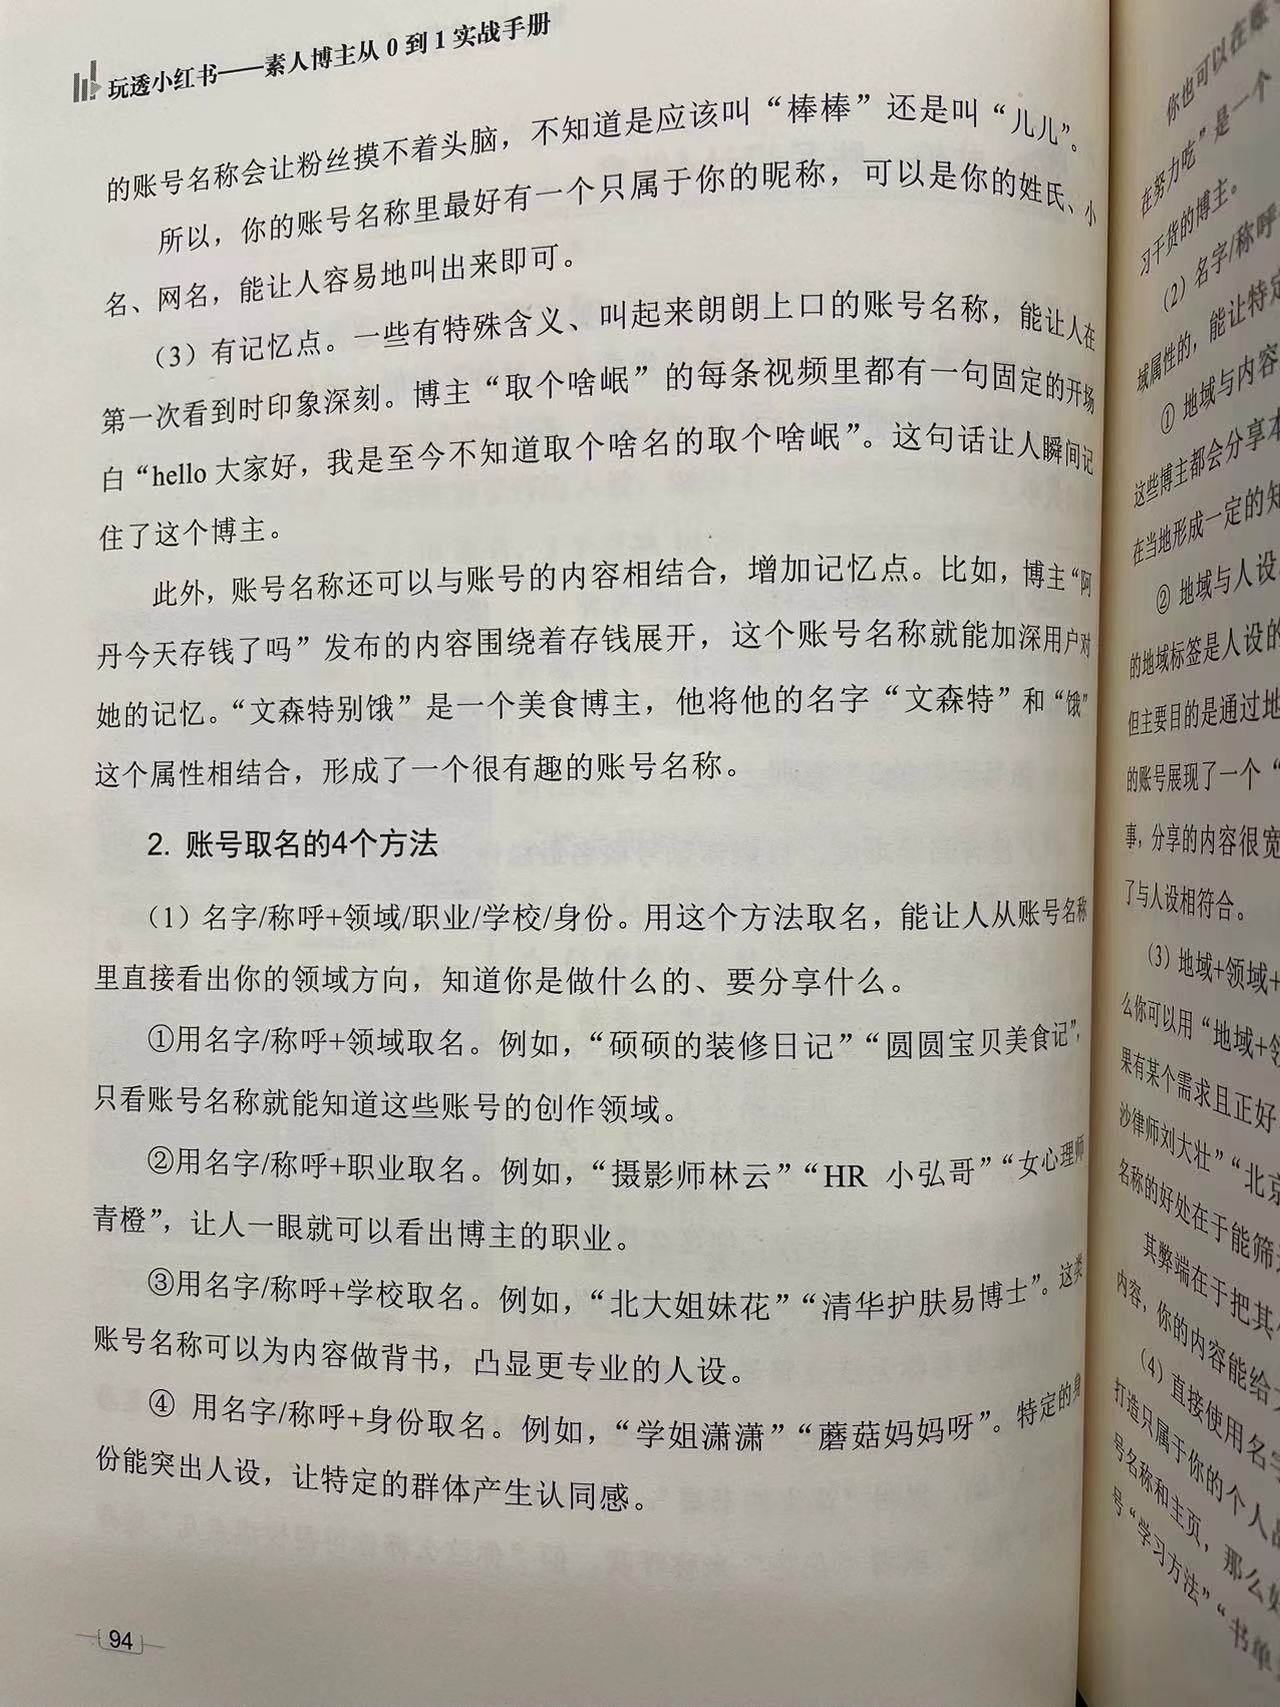 玩透小红书——素人博主从0到1实战手册
的账号名称会让粉丝摸不着头脑，不知道是应该叫“棒棒”还是叫“儿儿”。
所以，你的账号名称里最好有一个只属于你的昵称，可以是你的姓氏、小
名、网名，能让人容易地叫出来即可。
（3）有记忆点。一些有特殊含义、叫起来朗朗上口的账号名称，能让人在
第一次看到时印象深刻。博主“取个啥岷”的每条视频里都有一句固定的开场
白“hello 大家好，我是至今不知道取个啥名的取个啥岷”。这句话让人瞬间记
住了这个博主。
此外，账号名称还可以与账号的内容相结合，增加记忆点。比如，博主“阿
丹今天存钱了吗”发布的内容围绕着存钱展开，这个账号名称就能加深用户对
她的记忆。“文森特别饿”是一个美食博主，他将他的名字“文森特”和“饿”
这个属性相结合，形成了一个很有趣的账号名称。
2. 账号取名的4个方法
（1）名字/称呼+领域/职业/学校/身份。用这个方法取名，能让人从账号名称
里直接看出你的领域方向，知道你是做什么的、要分享什么。
①用名字/称呼+领域取名。例如，“硕硕的装修日记”“圆圆宝贝美食记”，
只看账号名称就能知道这些账号的创作领域。
②用名字/称呼+职业取名。例如，“摄影师林云”“HR 小弘哥”“女心理师
青橙”，让人一眼就可以看出博主的职业。
③用名字/称呼+学校取名。例如，“北大姐妹花”“清华护肤易博士”。这类
账号名称可以为内容做背书，凸显更专业的人设。
④ 用名字/称呼+身份取名。例如，“学姐潇潇”“蘑菇妈妈呀”。特定的身
份能突出人设，让特定的群体产生认同感。
94
你也可以在账
在努力吃”是一个
习干货的博主。
（2）名字/称呼
域属性的，能让特定
① 地域与内容
这些博主都会分享本
在当地形成一定的知
② 地域与人设
的地域标签是人设的
但主要目的是通过地
的账号展现了一个“
事，分享的内容很宽
了与人设相符合。
（3）地域+领域+
么你可以用“地域+领
果有某个需求且正好
沙律师刘大壮”“北京
名称的好处在于能筛
其弊端在于把其
内容，你的内容能给
（4）直接使用名字
打造只属于你的个人品
号名称和主页，那么
号“学习方法”“书单